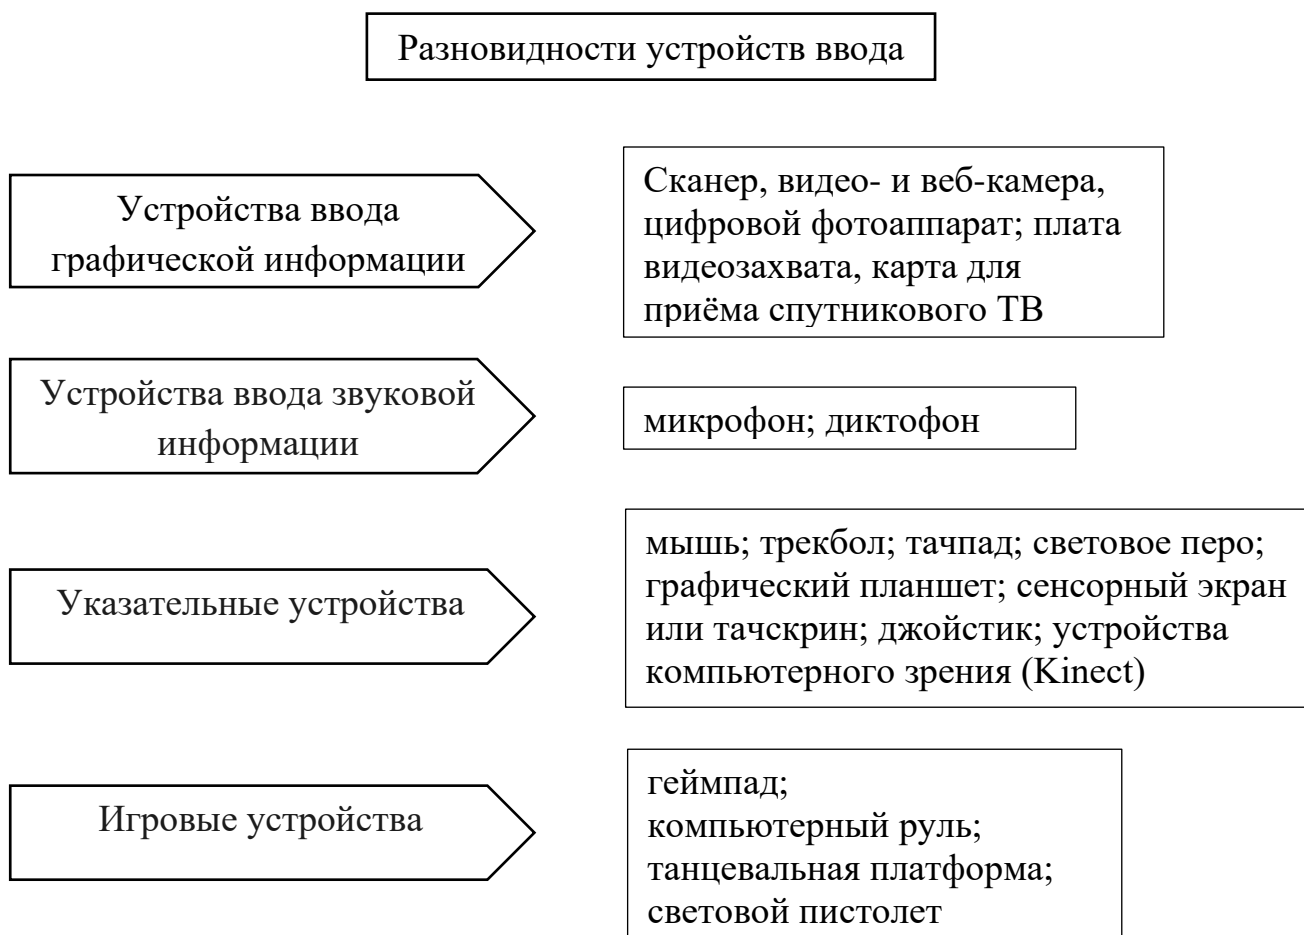 Разновидности устройств ввода
Устройства ввода
графической информации
Сканер, видео- и веб-камера,
цифровой фотоаппарат; плата
видеозахвата, карта для
приёма спутникового ТВ
Устройства ввода звуковой
информации
микрофон; диктофон
Указательные устройства
мышь; трекбол; тачпад; световое перо;
графический планшет; сенсорный экран
или тачскрин; джойстик; устройства
компьютерного зрения (Kinect)
Игровые устройства
геймпад;
компьютерный руль;
танцевальная платформа;
световой пистолет